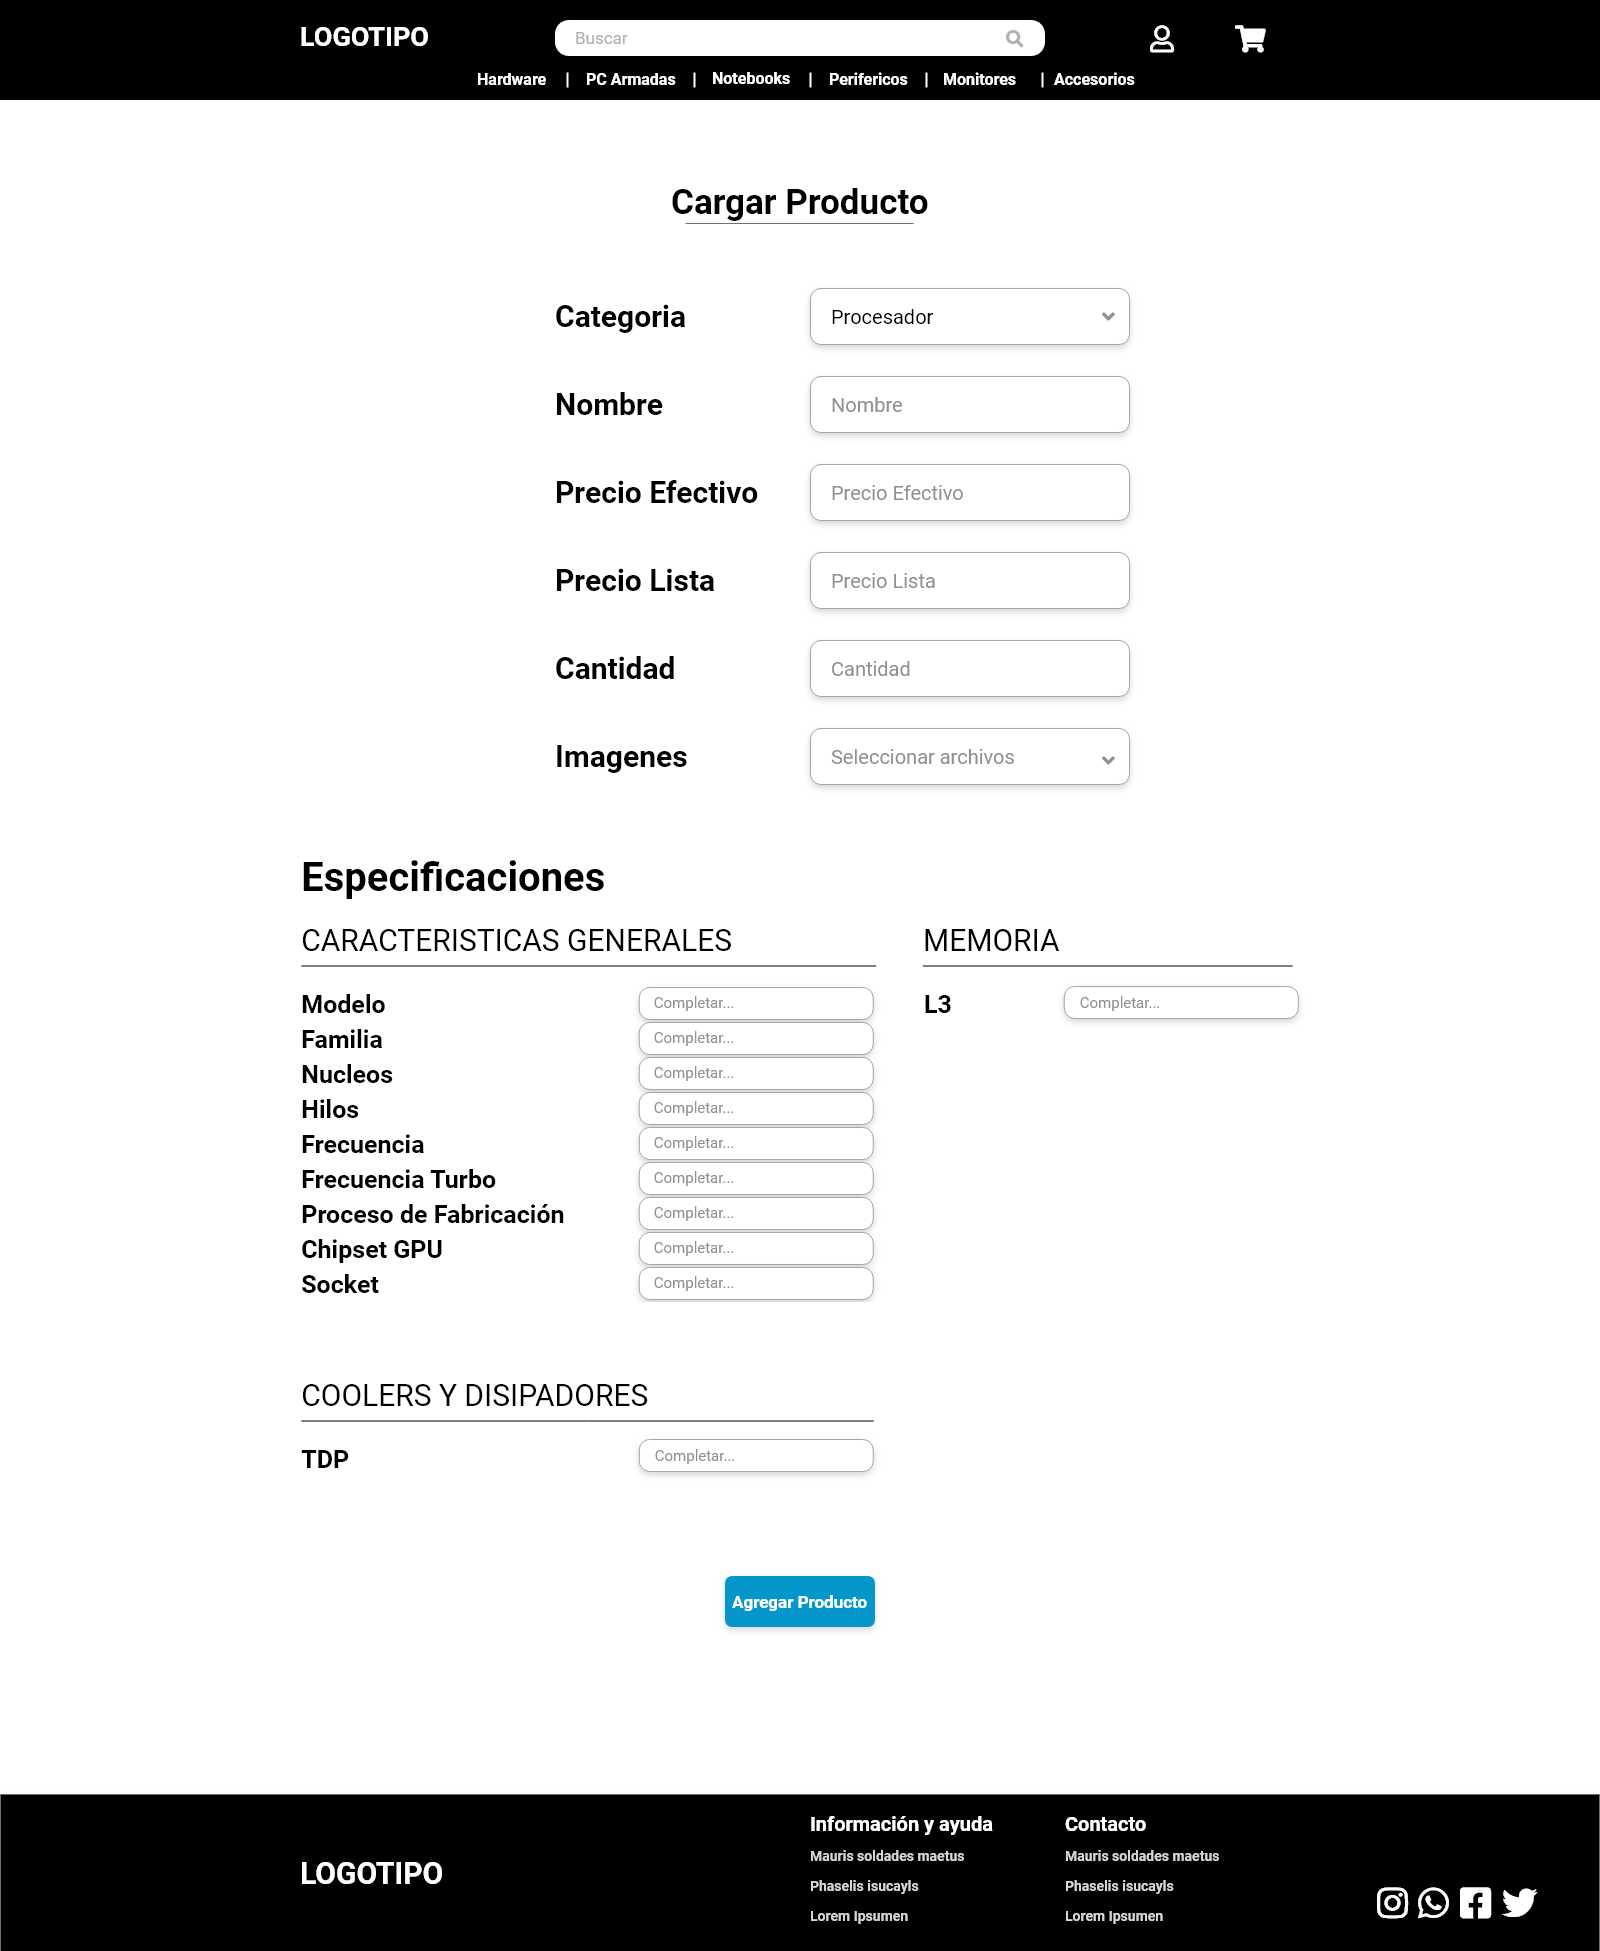 LOGOTIPO
Buscar
Hardware | PC Armadas | Notebooks | Perifericos | Monitores | Accesorios
Cargar Producto
Categoria Procesador
Nombre Nombre
Precio Efectivo Precio Efectivo
Precio Lista Precio Lista
Cantidad Cantidad
Imagenes Seleccionar archivos
Especificaciones
CARACTERISTICAS GENERALES
Modelo Completar...
Familia Completar...
Nucleos Completar...
Hilos Completar...
Frecuencia Completar...
Frecuencia Turbo Completar...
Proceso de Fabricación Completar...
Chipset GPU Completar...
Socket Completar...
MEMORIA
L3 Completar...
COOLERS Y DISIPADORES
TDP Completar...
Agregar Producto
LOGOTIPO
Información y ayuda
Mauris soldades maetus
Phaselis isucayls
Lorem Ipsumen
Contacto
Mauris soldades maetus
Phaselis isucayls
Lorem Ipsumen